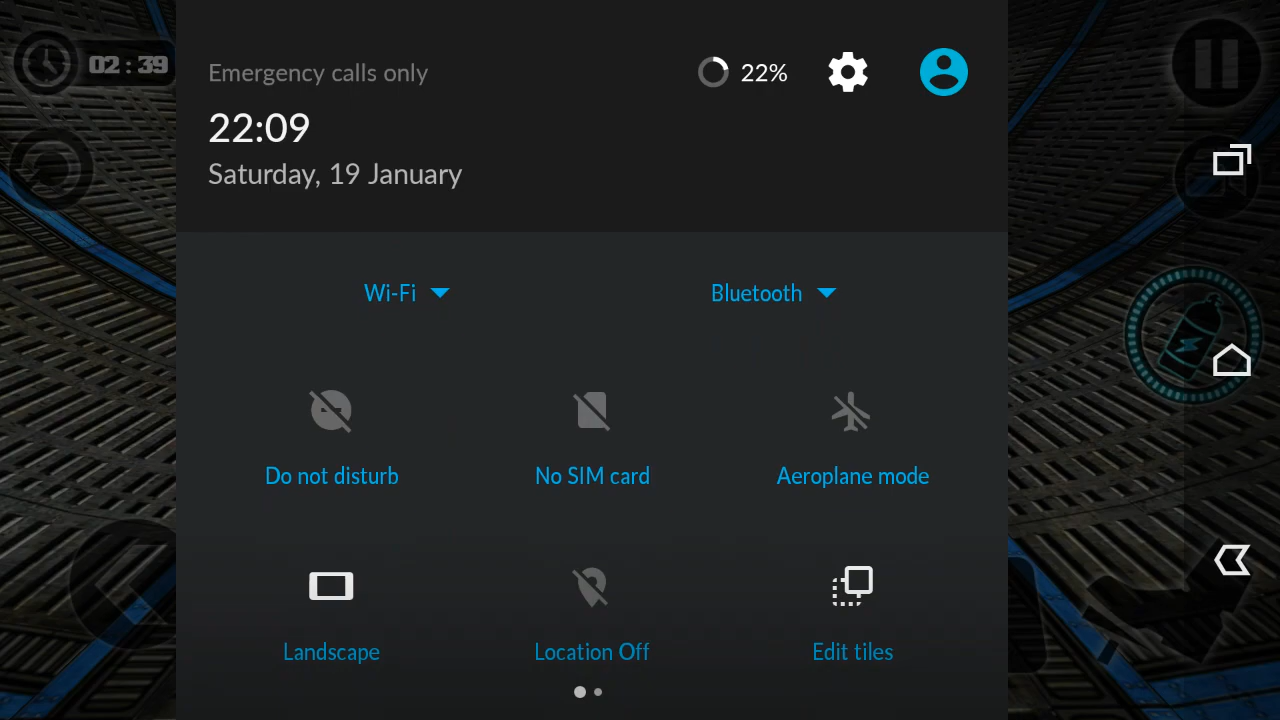 02 : 39
Emergency calls only
22%
22:09
Saturday, 19 January
Wi-Fi
Bluetooth
Do not disturb
No SIM card
Aeroplane mode
Landscape
Location Off
Edit tiles